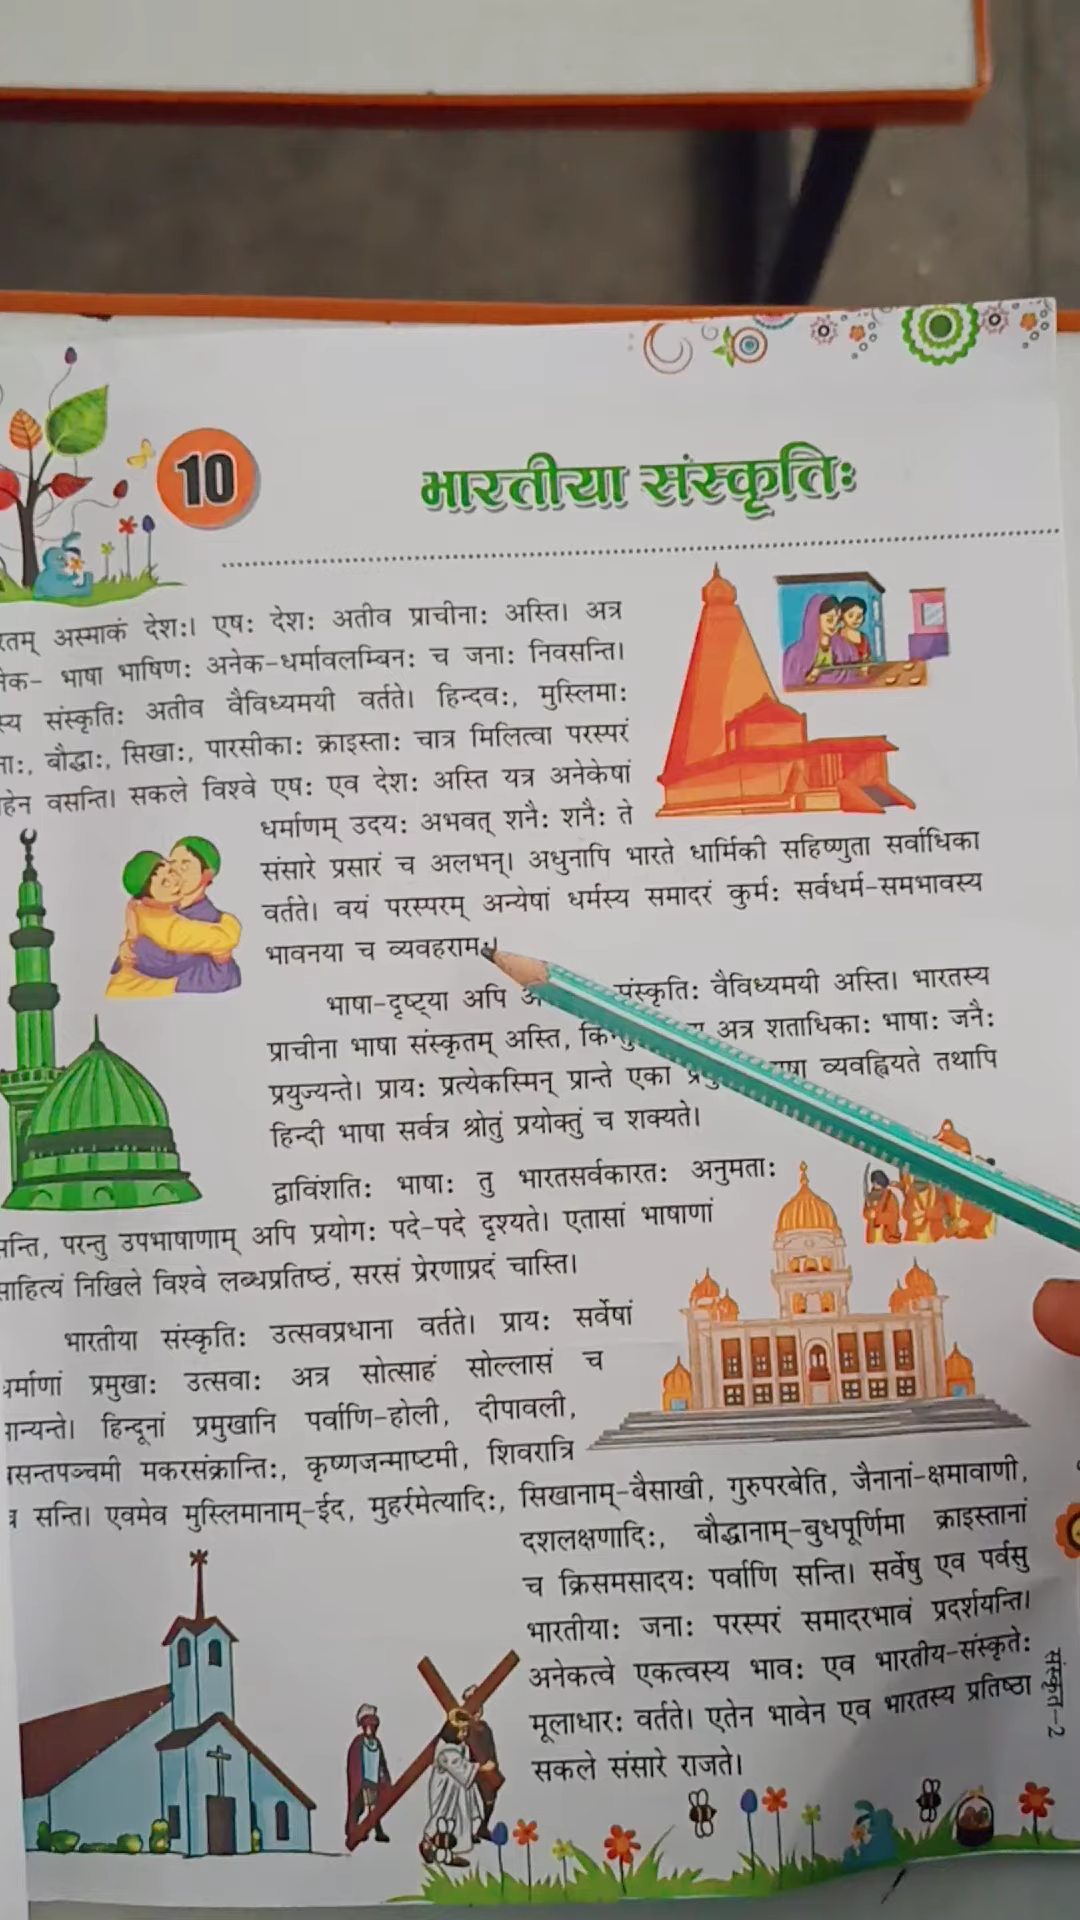 10
भारतीया संस्कृतिः
अस्माकं देशः। एषः देशः अतीव प्राचीनाः अस्ति। अत्र
भाषा भाषिणः अनेक-धर्मावलम्बिनः च जनाः निवसन्ति।
संस्कृतिः अतीव वैविध्यमयी वर्तते। हिन्दवः, मुस्लिमाः
बौद्धाः, सिखाः, पारसीकाः क्राइस्ताः चात्र मिलित्वा परस्परं
वसन्ति। सकले विश्वे एषः एव देशः अस्ति यत्र अनेकेषां
धर्माणम् उदयः अभवत् शनैः शनैः ते
संसारे प्रसारं च अलभन्। अधुनापि भारते धार्मिकी सहिष्णुता सर्वाधिका
वर्तते। वयं परस्परम् अन्येषां धर्मस्य समादरं कुर्मः सर्वधर्म-समभावस्य
भावनया च व्यवहरामः।
भाषा-दृष्ट्या अपि संस्कृतिः वैविध्यमयी अस्ति। भारतस्य
प्राचीना भाषा संस्कृतम् अस्ति, अत्र शताधिकाः भाषाः जनैः
प्रयुज्यन्ते। प्रायः प्रत्येकस्मिन् प्रान्ते एका व्यवह्रियते तथापि
हिन्दी भाषा सर्वत्र श्रोतुं प्रयोक्तुं च शक्यते।
द्वाविंशतिः भाषाः तु भारतसर्वकारतः अनुमताः
परन्तु उपभाषाणाम् अपि प्रयोगः पदे-पदे दृश्यते। एतासां भाषाणां
साहित्यं निखिले विश्वे लब्धप्रतिष्ठं, सरसं प्रेरणाप्रदं चास्ति।
भारतीया संस्कृतिः उत्सवप्रधाना वर्तते। प्रायः सर्वेषां
प्रमुखाः उत्सवाः अत्र सोत्साहं सोल्लासं च
हिन्दूनां प्रमुखानि पर्वाणि-होली, दीपावली,
मकरसंक्रान्तिः, कृष्णजन्माष्टमी, शिवरात्रि
सन्ति। एवमेव मुस्लिमानाम्-ईद, मुहर्रमेत्यादिः, सिखानाम्-बैसाखी, गुरुपरबेति, जैनानां-क्षमावाणी,
दशलक्षणादिः, बौद्धानाम्-बुधपूर्णिमा क्राइस्तानां
च क्रिसमसादयः पर्वाणि सन्ति। सर्वेषु एव पर्वसु
भारतीयाः जनाः परस्परं समादरभावं प्रदर्शयन्ति।
अनेकत्वे एकत्वस्य भावः एव भारतीय-संस्कृतेः
मूलाधारः वर्तते। एतेन भावेन एव भारतस्य प्रतिष्ठा
सकले संसारे राजते।
संस्कृत-2